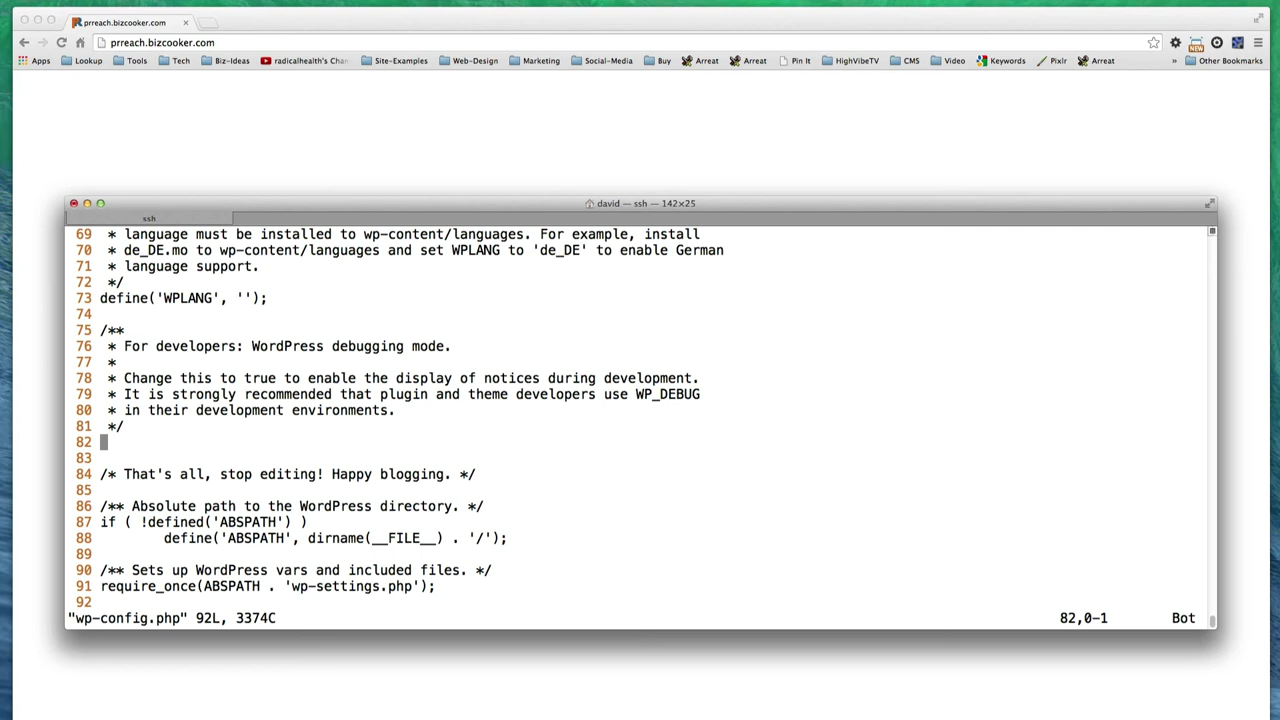 prreach.bizcooker.com
prreach.bizcooker.com
Apps Lookup Tools Tech Biz-Ideas radicalhealth's Chan Site-Examples Web-Design Marketing Social-Media Buy Arreat Arreat Pin It HighVibeTV CMS Video Keywords Pixlr Arreat » Other Bookmarks
NEW
david — ssh — 142×25
ssh
69 * language must be installed to wp-content/languages. For example, install
70 * de_DE.mo to wp-content/languages and set WPLANG to 'de_DE' to enable German
71 * language support.
72 */
73 define('WPLANG', '');
74
75 /**
76 * For developers: WordPress debugging mode.
77 *
78 * Change this to true to enable the display of notices during development.
79 * It is strongly recommended that plugin and theme developers use WP_DEBUG
80 * in their development environments.
81 */
82
83
84 /* That's all, stop editing! Happy blogging. */
85
86 /** Absolute path to the WordPress directory. */
87 if ( !defined('ABSPATH') )
88 define('ABSPATH', dirname(__FILE__) . '/');
89
90 /** Sets up WordPress vars and included files. */
91 require_once(ABSPATH . 'wp-settings.php');
92
"wp-config.php" 92L, 3374C 82,0-1 Bot